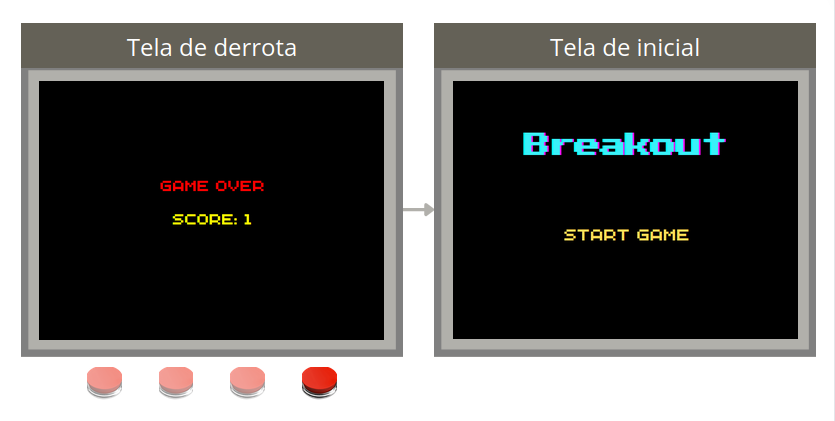 Tela de derrota
GAME OVER
SCORE: 1
Tela de inicial
Breakout
START GAME